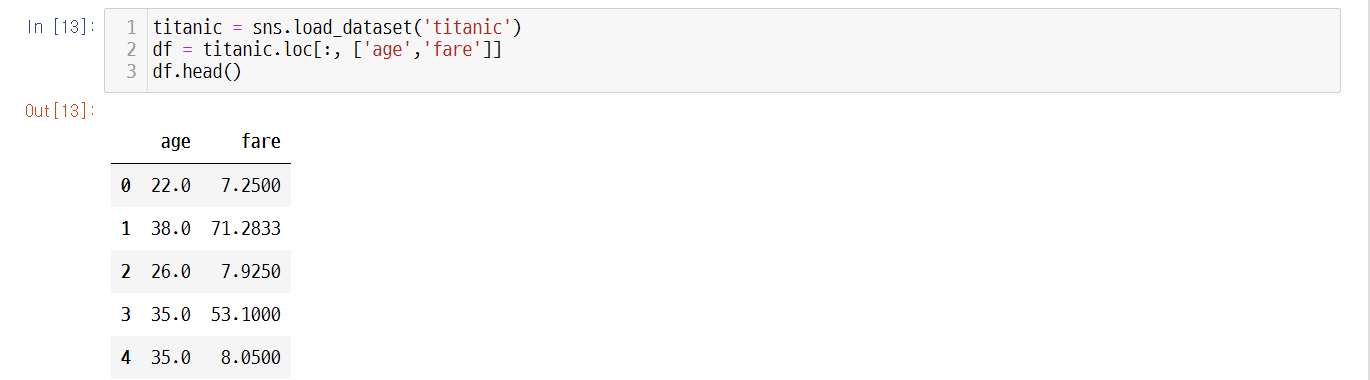 In [13]:
1 titanic = sns.load_dataset('titanic')
2 df = titanic.loc[:, ['age','fare']]
3 df.head()
Out[13]:
age fare
0 22.0 7.2500
1 38.0 71.2833
2 26.0 7.9250
3 35.0 53.1000
4 35.0 8.0500